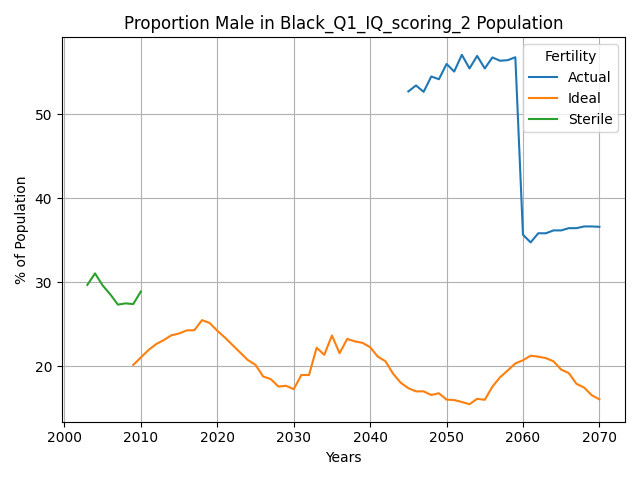 Proportion Male in Black_Q1_IQ_scoring_2 Population
% of Population
50
40
30
20
2000
2010
2020
2030
2040
2050
2060
2070
Years
Fertility
Actual
Ideal
Sterile